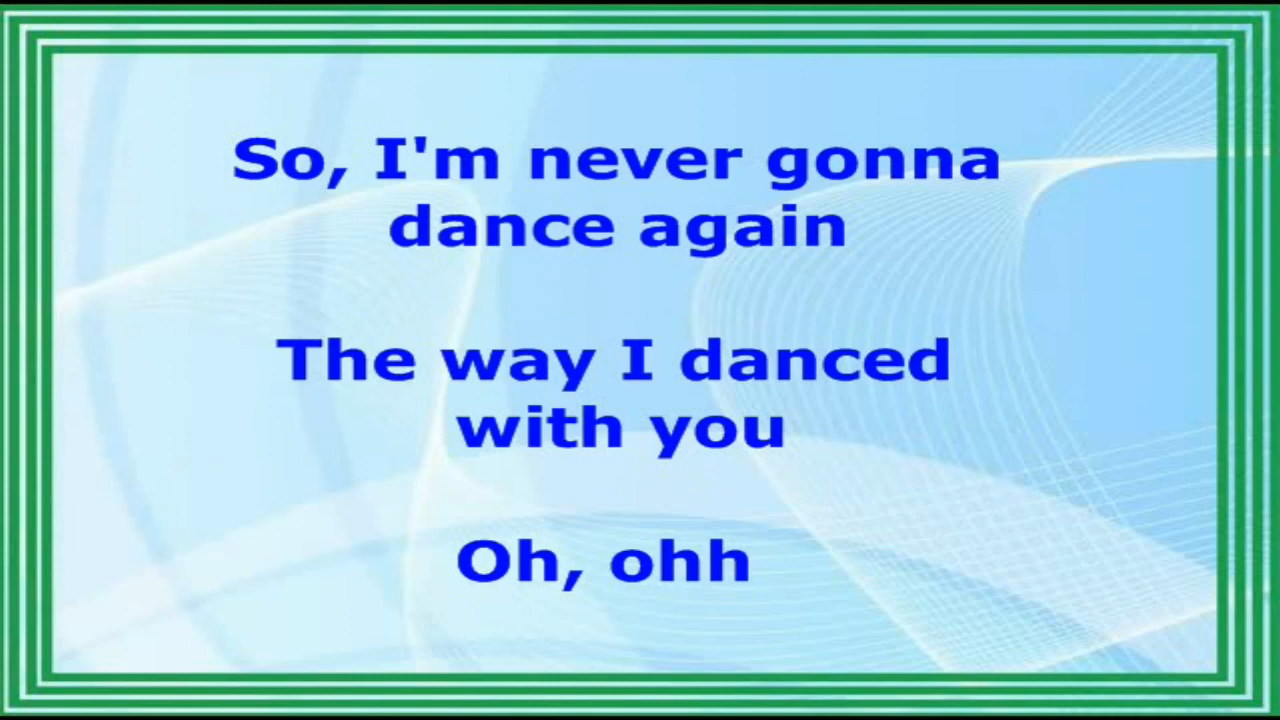 So, I'm never gonna
dance again
The way I danced
with you
Oh, ohh